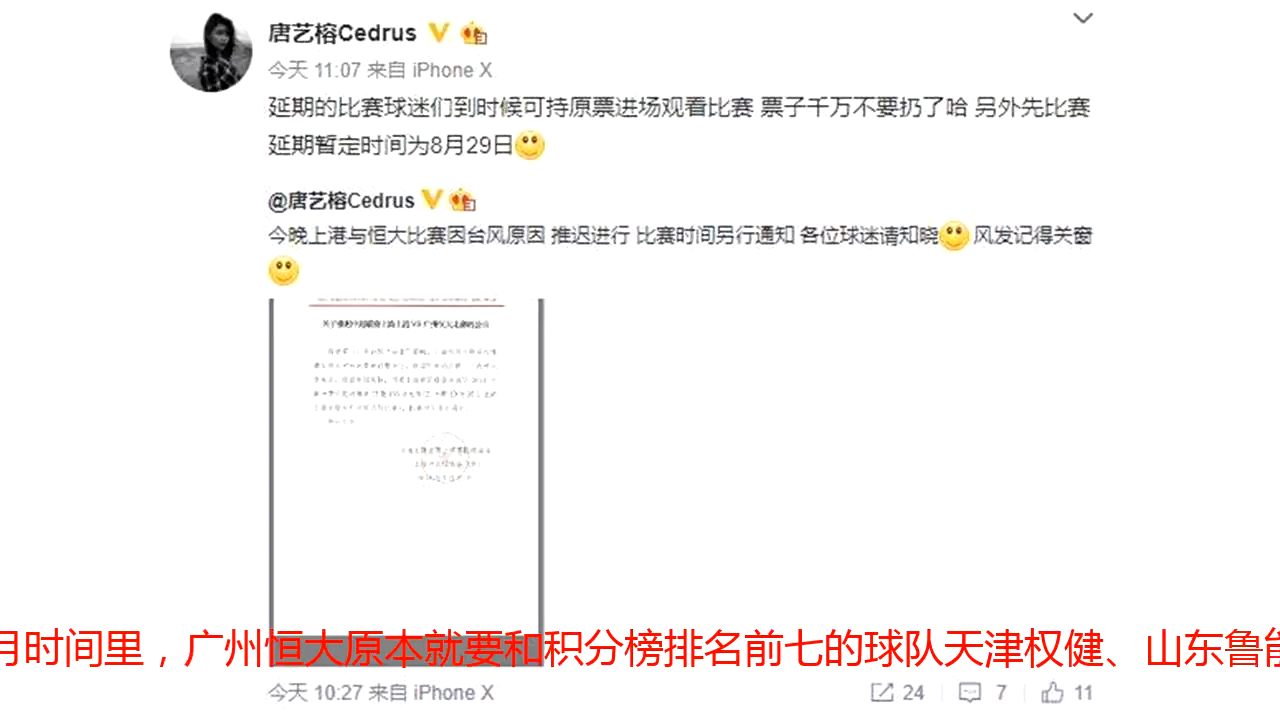 唐艺榕Cedrus
今天 11:07 来自 iPhone X
延期的比赛球迷们到时候可持原票进场观看比赛 票子千万不要扔了哈 另外先比赛
延期暂定时间为8月29日
@唐艺榕Cedrus
今晚上港与恒大比赛因台风原因 推迟进行 比赛时间另行通知 各位球迷请知晓 风发记得关窗
月时间里，广州恒大原本就要和积分榜排名前七的球队天津权健、山东鲁能
今天 10:27 来自 iPhone X
24
7
11